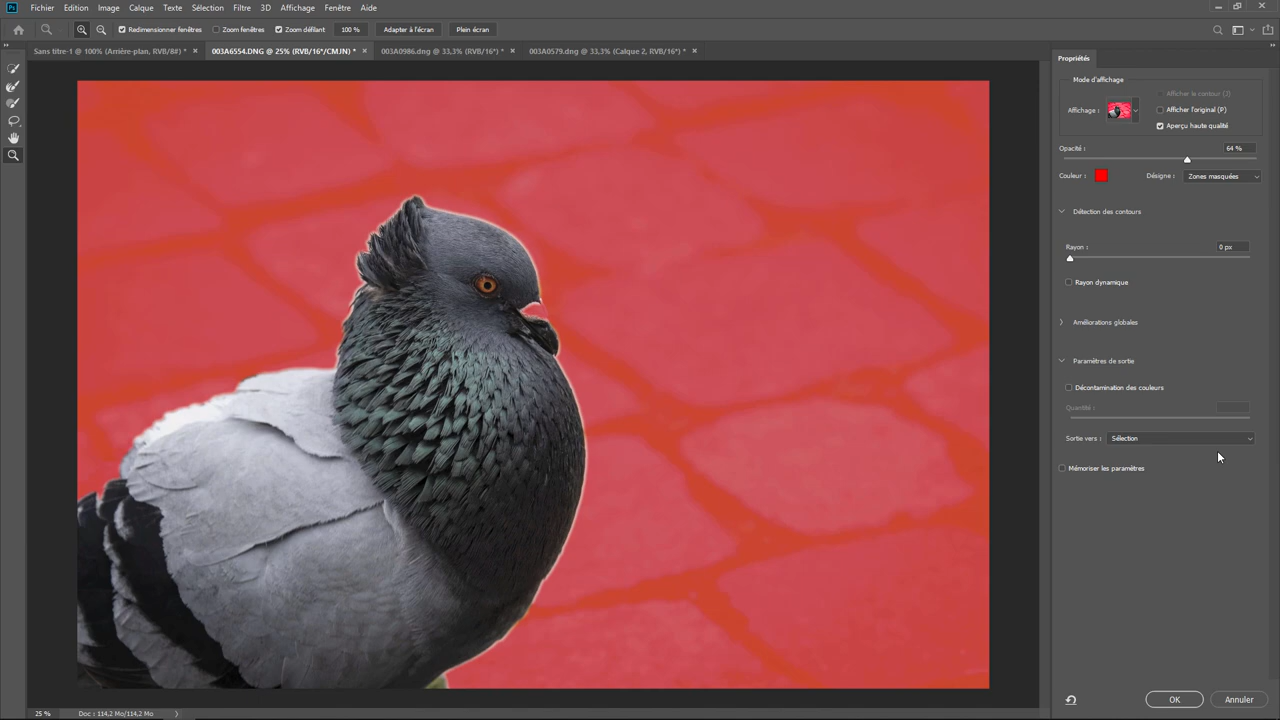 Ps Fichier Edition Image Calque Texte Sélection Filtre 3D Affichage Fenêtre Aide
Redimensionner fenêtres Zoom fenêtres Zoom défilant 100 % Adapter à l'écran Plein écran
Sans titre-1 @ 100% (Arrière-plan, RVB/8#) * × 003A6554.DNG @ 25% (RVB/16*/CMJN) * × 003A0986.dng @ 33,3% (RVB/16*) * × 003A0579.dng @ 33,3% (Calque 2, RVB/16*) * ×
Propriétés
Mode d'affichage
Afficher le contour (J)
Affichage : Afficher l'original (P)
Aperçu haute qualité
Opacité : 64 %
Couleur : Désigne : Zones masquées
Détection des contours
Rayon : 0 px
Rayon dynamique
Améliorations globales
Paramètres de sortie
Décontamination des couleurs
Quantité :
Sortie vers : Sélection
Mémoriser les paramètres
OK Annuler
25 % Doc : 114,2 Mo/114,2 Mo